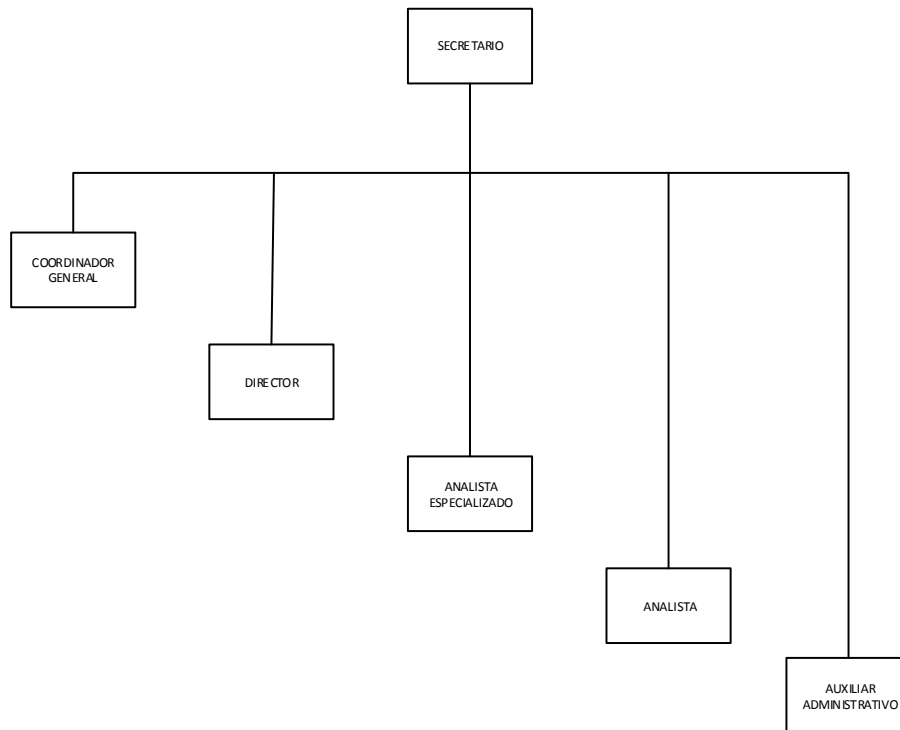 SECRETARIO
COORDINADOR
GENERAL
DIRECTOR
ANALISTA
ESPECIALIZADO
ANALISTA
AUXILIAR
ADMINISTRATIVO